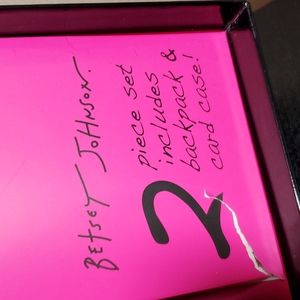 BETSEY JOHNSON.
2
piece set
includes
backpack &
card case!